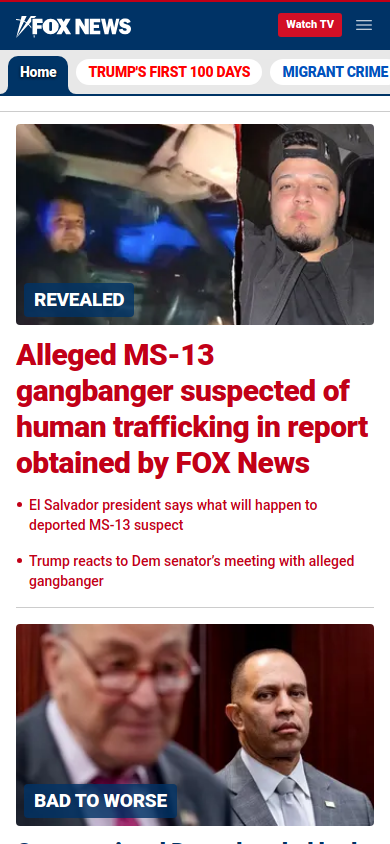 FOX NEWS
Watch TV
Home
TRUMP'S FIRST 100 DAYS
MIGRANT CRIME
REVEALED
Alleged MS-13
gangbanger suspected of
human trafficking in report
obtained by FOX News
• El Salvador president says what will happen to
deported MS-13 suspect
• Trump reacts to Dem senator’s meeting with alleged
gangbanger
BAD TO WORSE